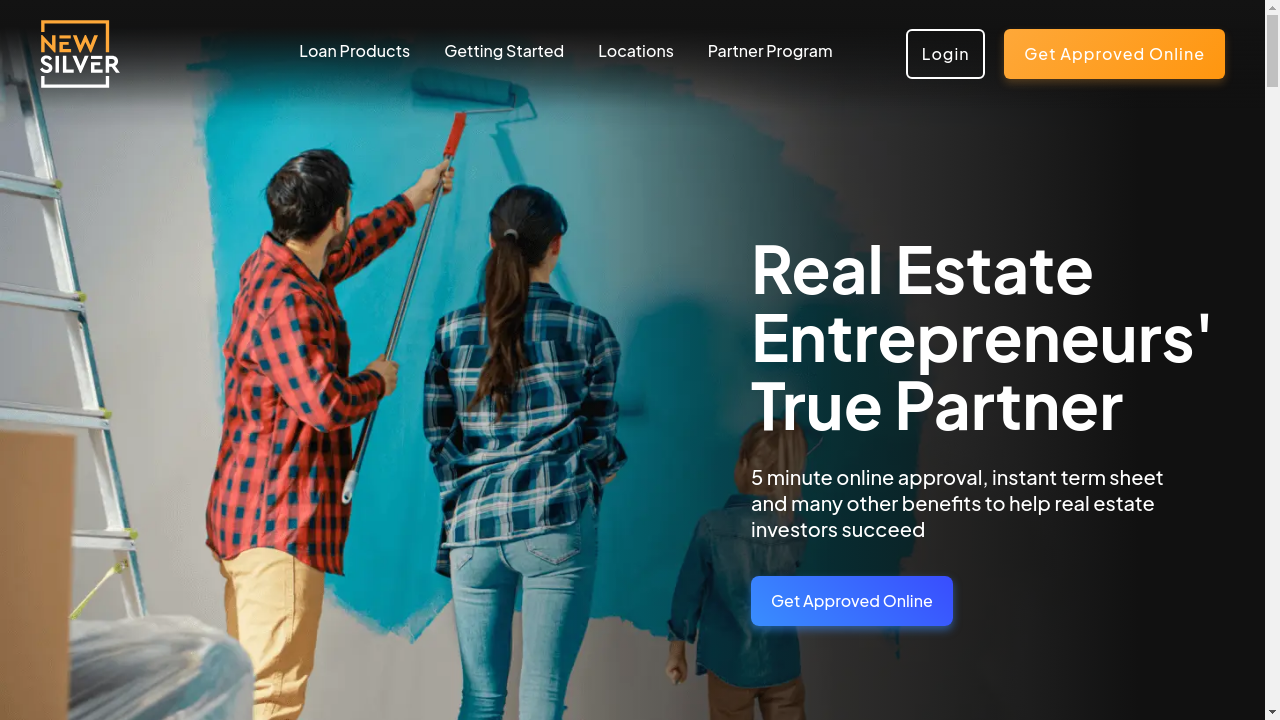 NEW
SILVER
Loan Products
Getting Started
Locations
Partner Program
Login
Get Approved Online
Real Estate
Entrepreneurs'
True Partner
5 minute online approval, instant term sheet
and many other benefits to help real estate
investors succeed
Get Approved Online